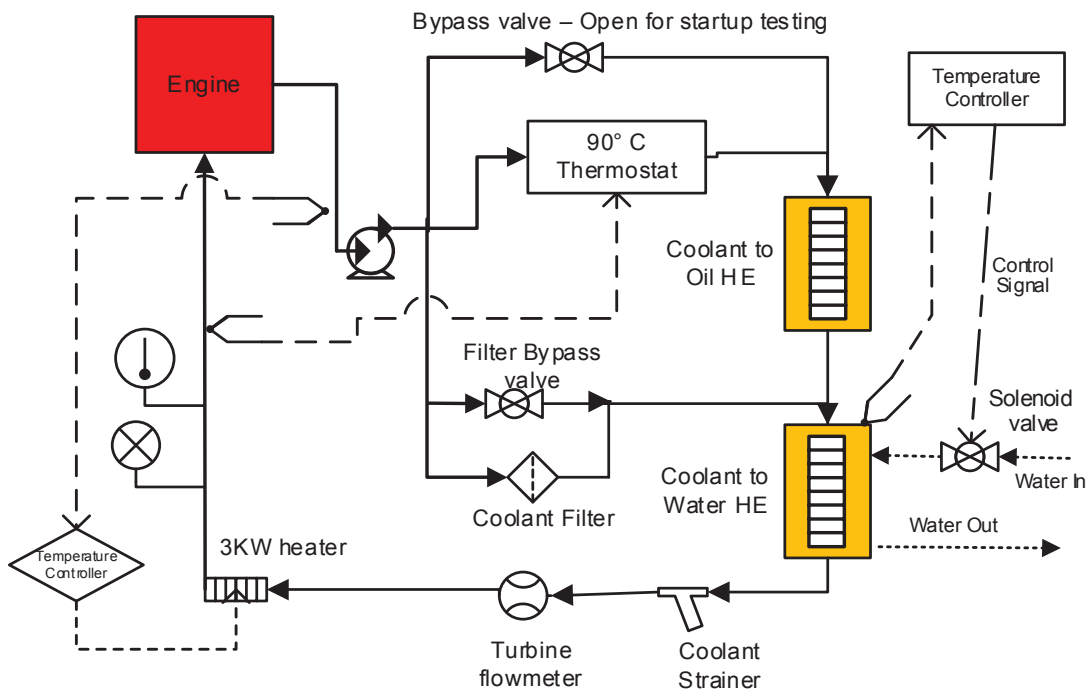 Bypass valve – Open for startup testing
Engine
Temperature
Controller
90° C
Thermostat
Coolant to
Oil HE
Control
Signal
Filter Bypass
valve
Solenoid
valve
Coolant to
Water HE
Water In
Coolant Filter
Water Out
Temperature
Controller
3KW heater
Turbine
flowmeter
Coolant
Strainer